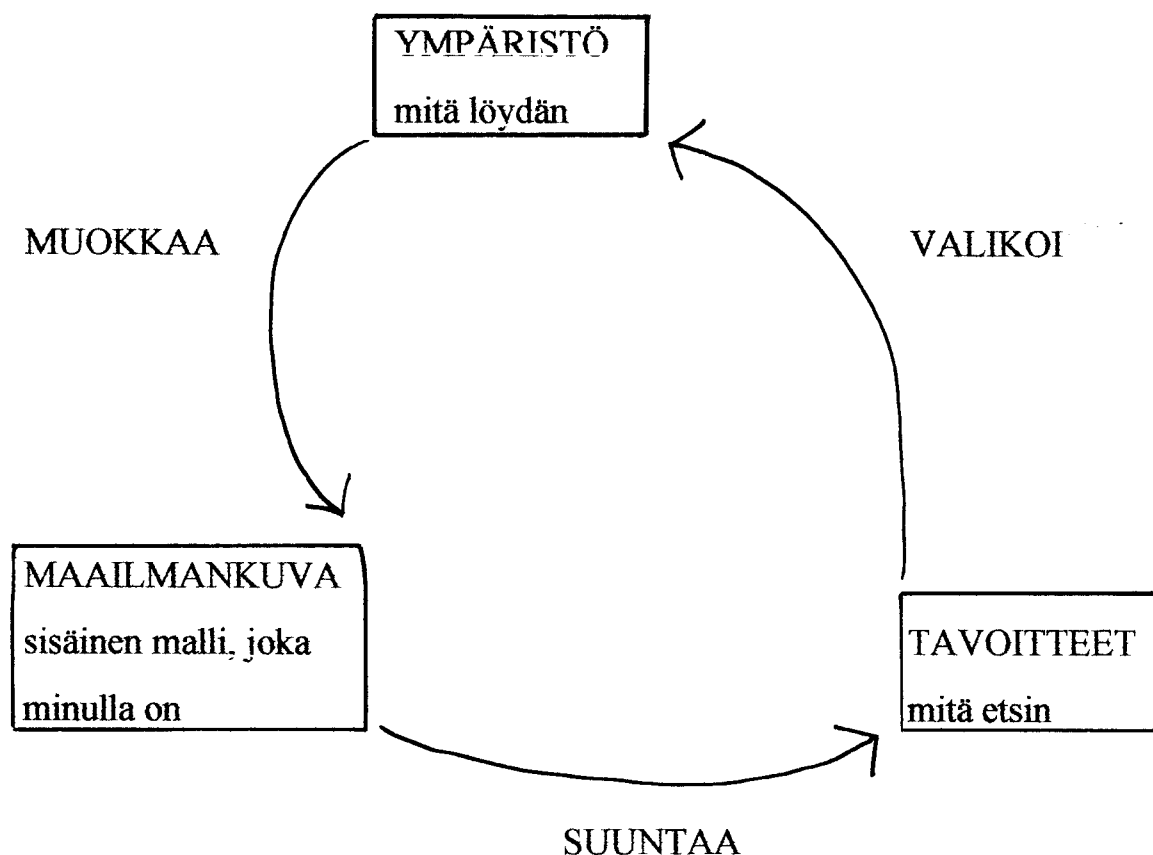 YMPÄRISTÖ
mitä löydän
MUOKKAA
VALIKOI
MAAILMANKUVA
sisäinen malli, joka
minulla on
TAVOITTEET
mitä etsin
SUUNTAA